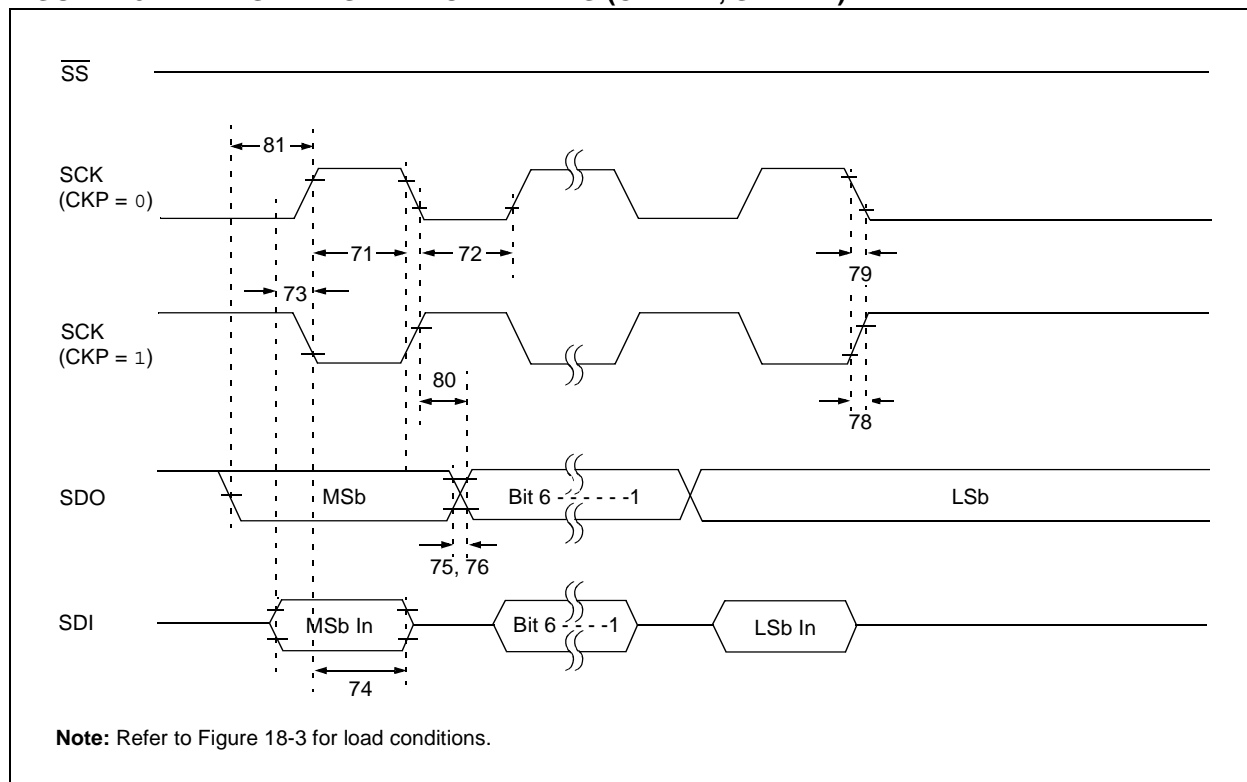 SS
81
SCK
(CKP = 0)
71
72
79
73
SCK
(CKP = 1)
80
78
SDO
MSb
Bit 6 - - - - - -1
LSb
75, 76
SDI
MSb In
Bit 6 - - - -1
LSb In
74
Note: Refer to Figure 18-3 for load conditions.